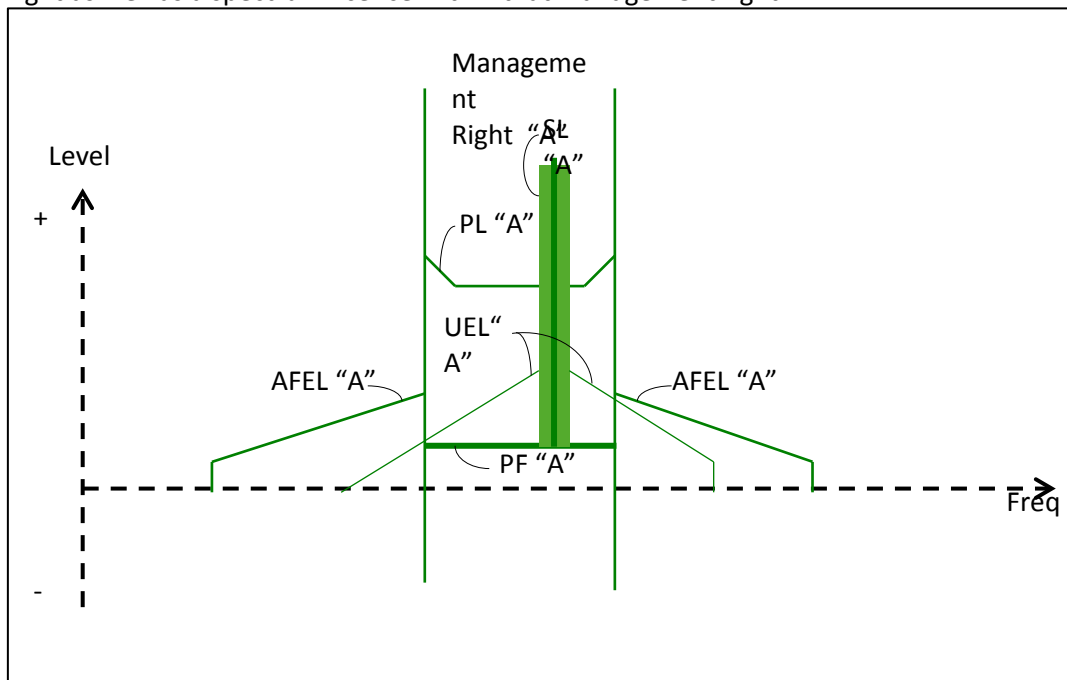 Manageme
nt
Right "A"
SL
"A"
Level
+
PL "A"
UEL"
A"
AFEL "A"
AFEL "A"
PF "A"
Freq
-